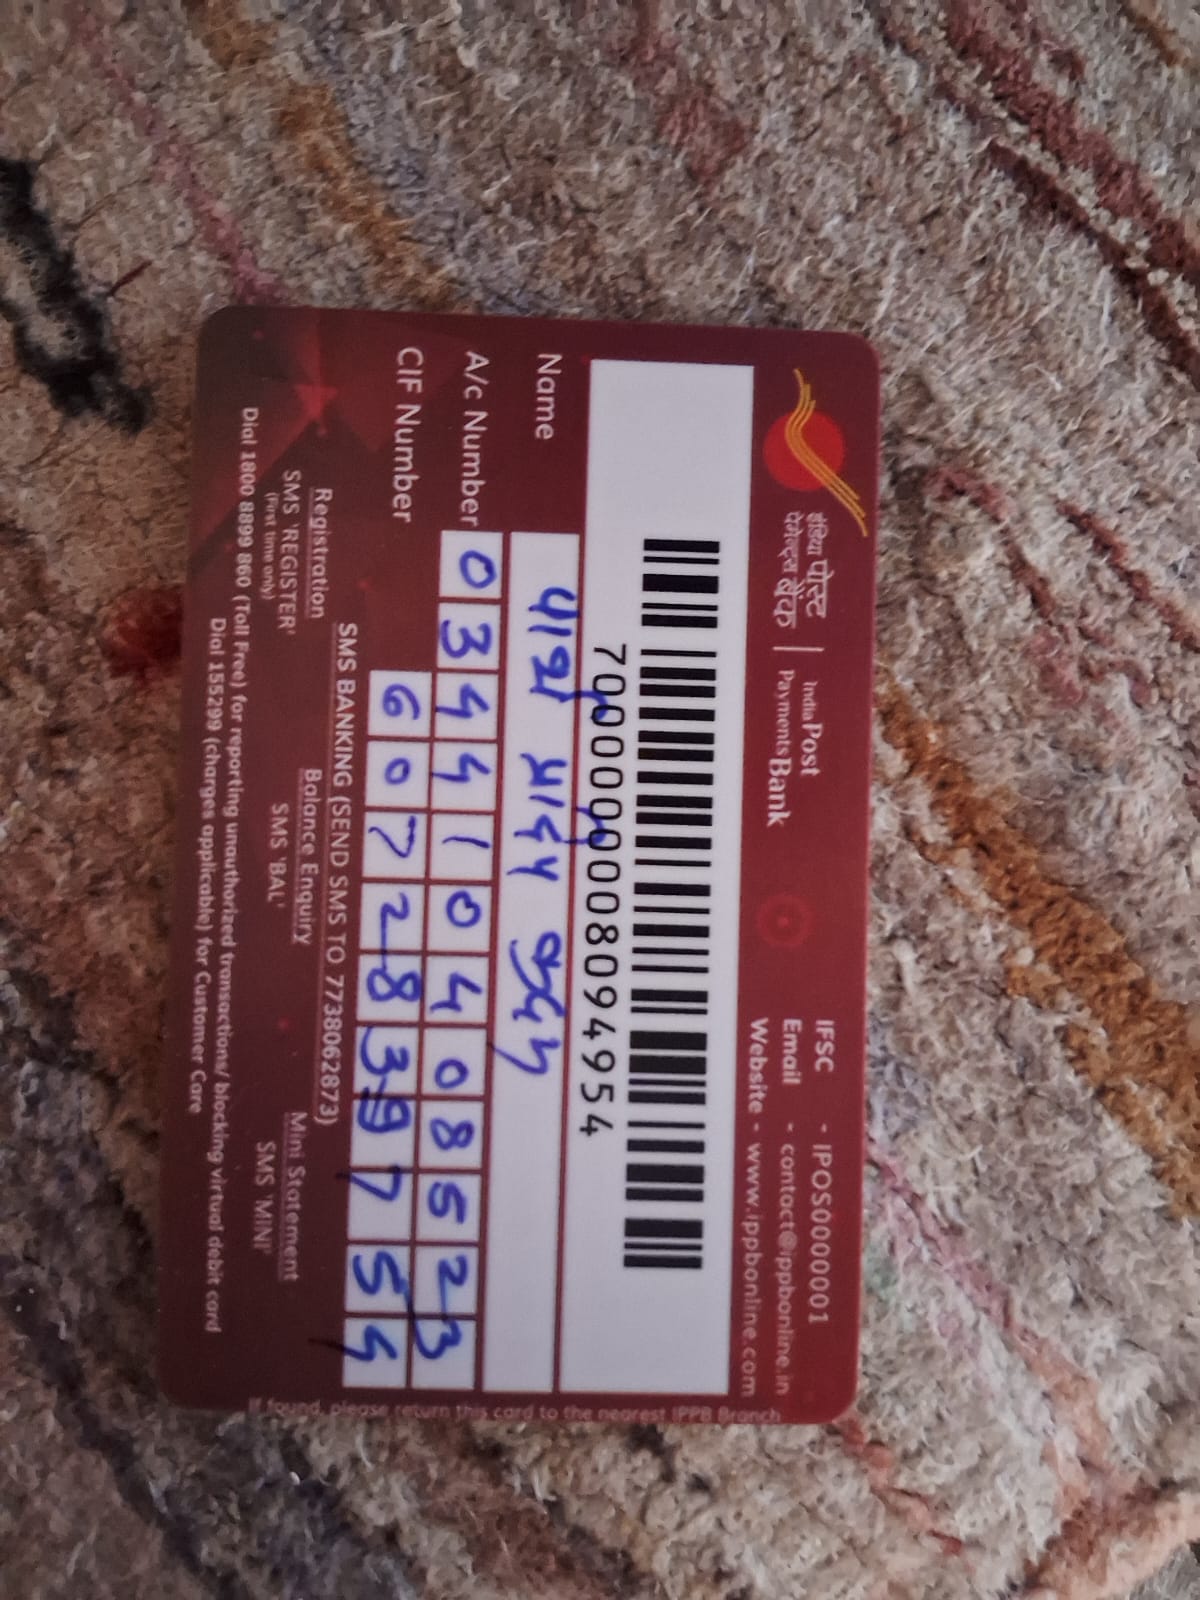 इंडिया पोस्ट | India Post
पेमेन्ट्स बैंक | Payments Bank
IFSC - IPOS0000001
Email - contact@ippbonline.in
Website - www.ippbonline.com
7000000008094954
Name
A/c Number 034410408523
CIF Number 6072839754
SMS BANKING (SEND SMS TO 7738062873)
Registration Balance Enquiry Mini Statement
SMS 'REGISTER' SMS 'BAL' SMS 'MINI'
(First time only)
Dial 1800 8899 860 (Toll Free) for reporting unauthorized transactions/ blocking virtual debit card
Dial 155299 (charges applicable) for Customer Care
If found, please return this card to the nearest IPPB Branch